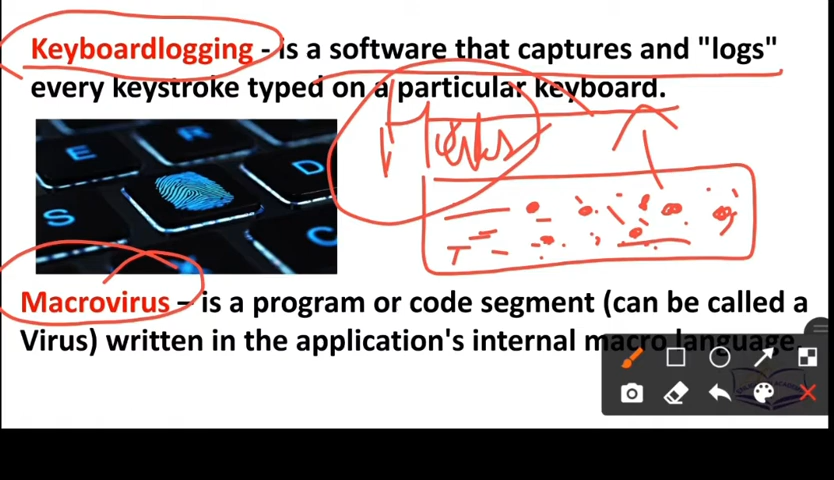 Keyboardlogging - is a software that captures and "logs"
every keystroke typed on a particular keyboard.
E
R
D
S
C
Macrovirus – is a program or code segment (can be called a
Virus) written in the application's internal macro language.